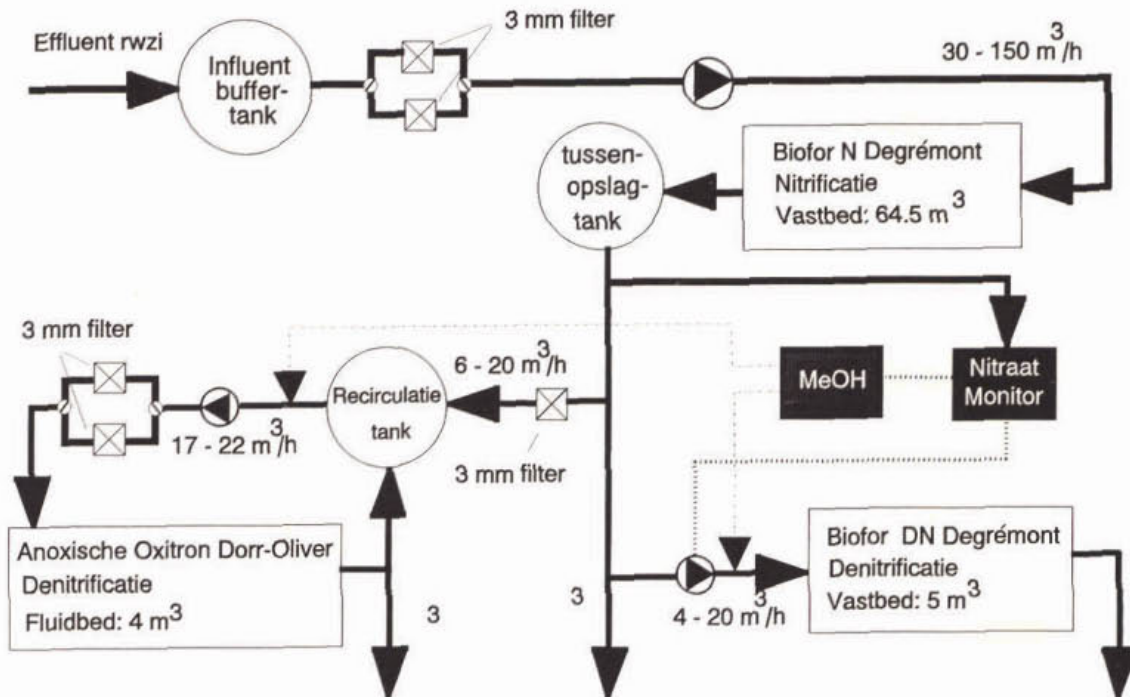 Effluent rwzi
Influent
buffer-
tank
3 mm filter
30 - 150 m³/h
tussen-
opslag-
tank
Biofor N Degrémont
Nitrificatie
Vastbed: 64.5 m³
3 mm filter
17 - 22 m³/h
Recirculatie
tank
6 - 20 m³/h
3 mm filter
MeOH
Nitraat
Monitor
Anoxische Oxitron Dorr-Oliver
Denitrificatie
Fluidbed: 4 m³
3
3
4 - 20 m³/h
Biofor DN Degrémont
Denitrificatie
Vastbed: 5 m³